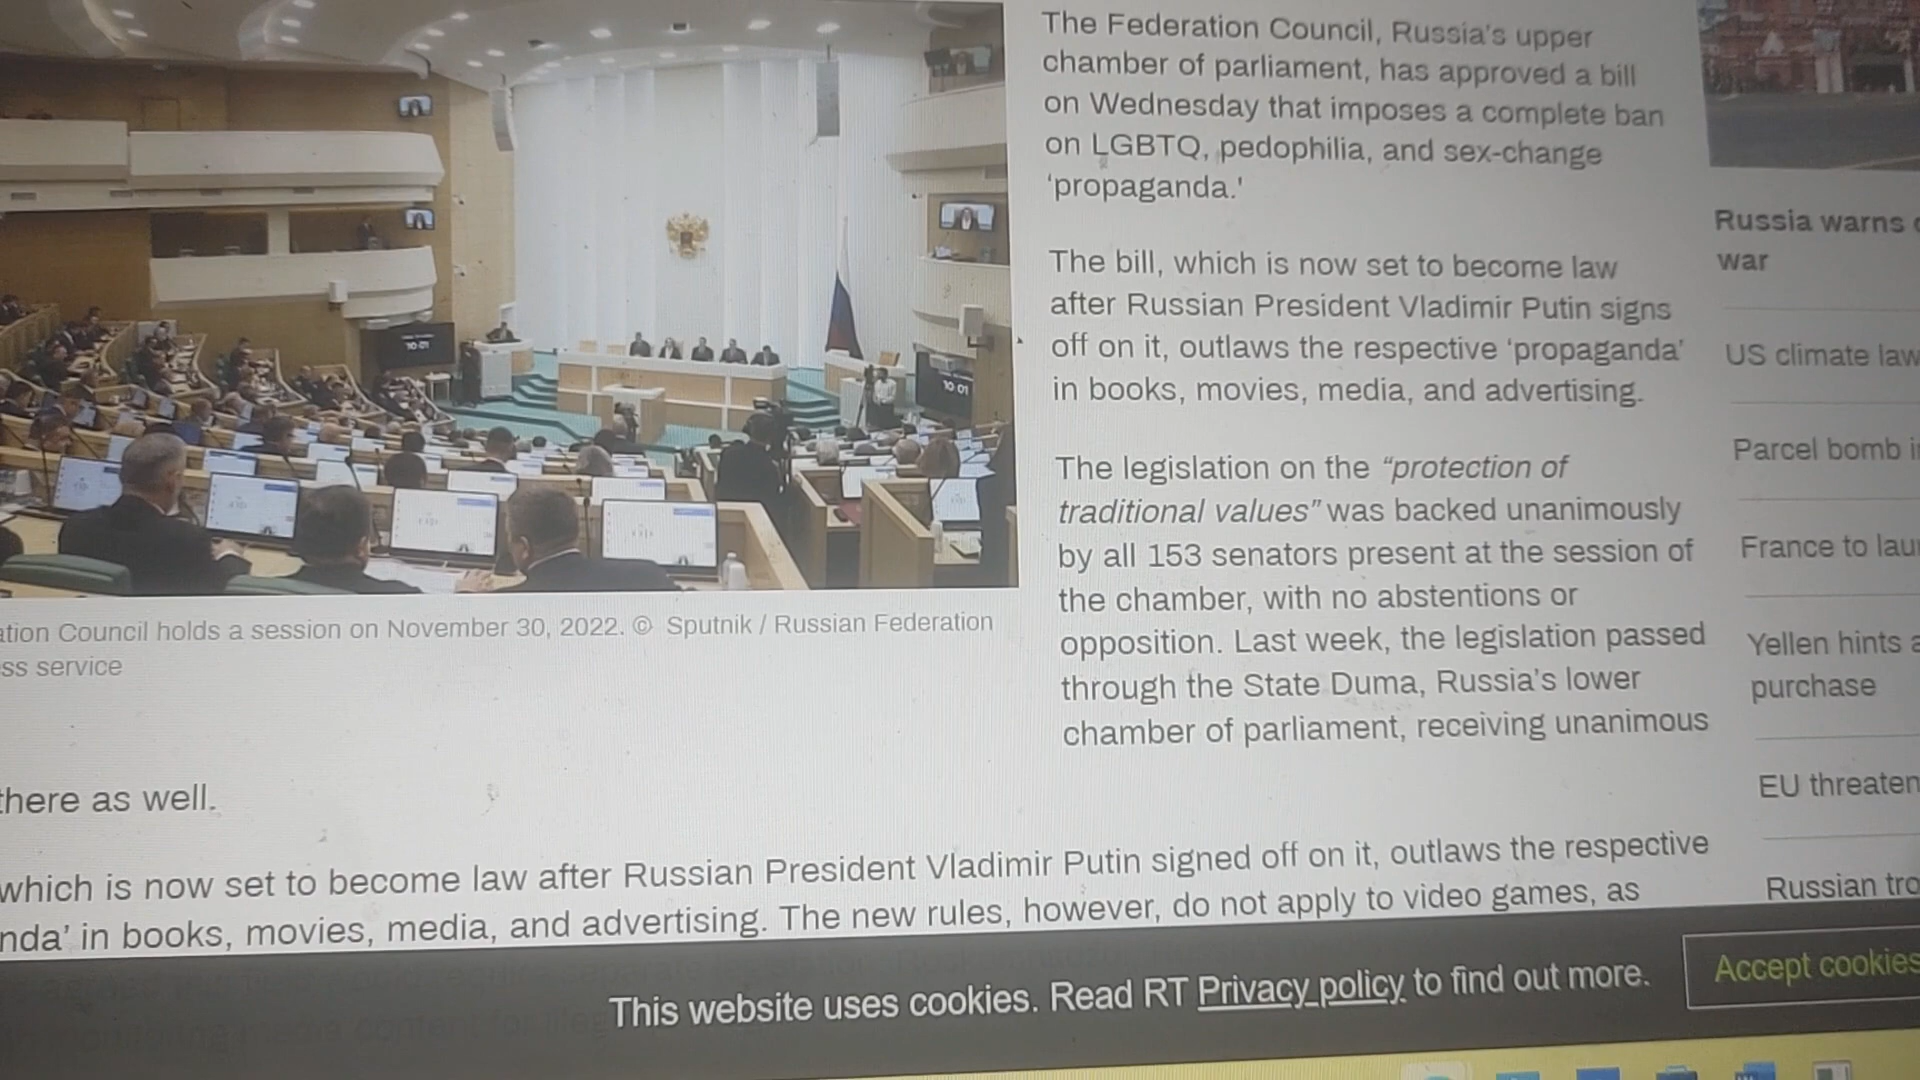 The Federation Council, Russia's upper
chamber of parliament, has approved a bill
on Wednesday that imposes a complete ban
on LGBTQ, pedophilia, and sex-change
'propaganda.'
The bill, which is now set to become law
after Russian President Vladimir Putin signs
off on it, outlaws the respective 'propaganda'
in books, movies, media, and advertising.
The legislation on the "protection of
traditional values" was backed unanimously
by all 153 senators present at the session of
the chamber, with no abstentions or
opposition. Last week, the legislation passed
through the State Duma, Russia's lower
chamber of parliament, receiving unanimous
10:01
10:01
ation Council holds a session on November 30, 2022. © Sputnik / Russian Federation
ss service
there as well.
which is now set to become law after Russian President Vladimir Putin signed off on it, outlaws the respective
nda' in books, movies, media, and advertising. The new rules, however, do not apply to video games, as
Russia warns
war
US climate law
Parcel bomb
France to
Yellen hints
purchase
EU threaten
Russian
This website uses cookies. Read RT Privacy policy to find out more.
Accept cookies